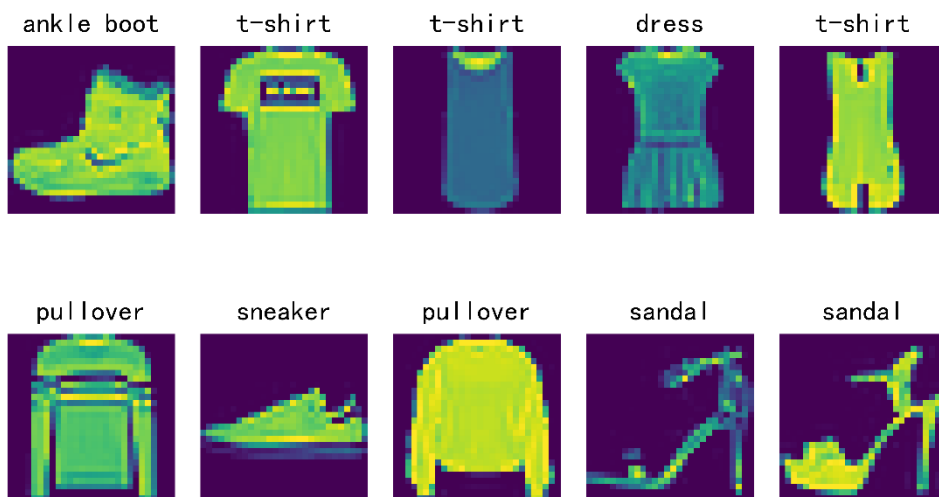 ankle boot t-shirt t-shirt dress t-shirt
pullover sneaker pullover sandal sandal